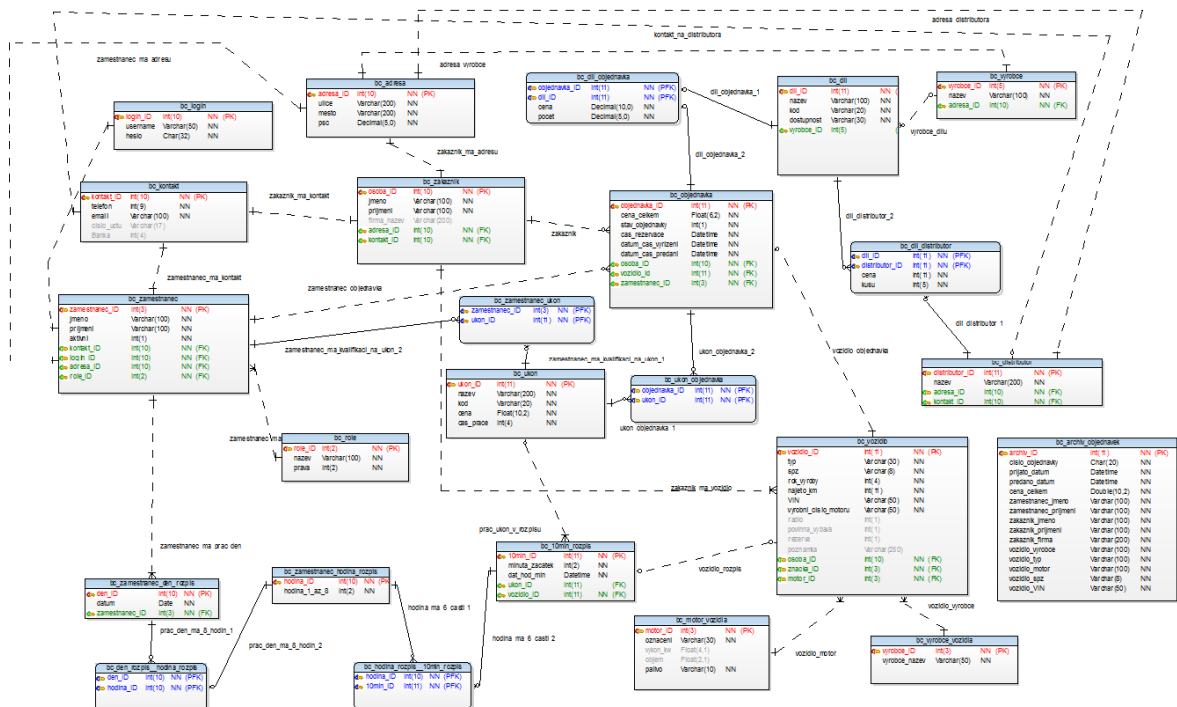 adresa distributora
kontakt_na_distributora
zamestnanec ma adresu
adresa vyrobce
bc_adresa
adresa_ID Int(10) NN (PK)
ulice Varchar(200) NN
mesto Varchar(200) NN
psc Decimal(5,0) NN
bc_dil_objednavka
objednavka_ID Int(11) NN (PFK)
dil_ID Int(11) NN (PFK)
cena Decimal(10,0) NN
pocet Decimal(5,0) NN
dil_objednavka_1
bc_dil
dil_ID Int(11) NN
nazev Varchar(100) NN
kod Varchar(20) NN
dostupnost Varchar(30) NN
vyrobce_ID Int(5)
bc_vyrobce
vyrobce_ID Int(5) NN (PK)
nazev Varchar(100) NN
adresa_ID Int(10) NN (FK)
vyrobce_dilu
bc_login
login_ID Int(10) NN (PK)
username Varchar(50) NN
heslo Char(32) NN
zakaznik_ma_adresu
dil_objednavka_2
bc_kontakt
kontakt_ID Int(10) NN (PK)
telefon Int(9) NN
email Varchar(100) NN
cislo_uctu Varchar(17)
Banka Int(4)
zakaznik_ma_kontakt
bc_zakaznik
osoba_ID Int(10) NN (PK)
jmeno Varchar(100) NN
prijmeni Varchar(100) NN
firma_nazev Varchar(200)
adresa_ID Int(10) NN (FK)
kontakt_ID Int(10) NN (FK)
zakaznik
bc_objednavka
objednavka_ID Int(11) NN (PK)
cena_celkem Float(6,2) NN
stav_objednavky Int(1) NN
cas_rezervace Datetime NN
datum_cas_vyrizeni Datetime NN
datum_cas_predani Datetime NN
osoba_ID Int(10) NN (FK)
vozidlo_id Int(11) NN (FK)
zamestnanec_ID Int(3) NN (FK)
dil_distributor_2
bc_dil_distributor
dil_ID Int(11) NN (PFK)
distributor_ID Int(11) NN (PFK)
cena Int(11) NN
kusu Int(5) NN
zamestnanec_ma_kontakt
zamestnanec objednavka
bc_zamestnanec
zamestnanec_ID Int(3) NN (PK)
jmeno Varchar(100) NN
prijmeni Varchar(100) NN
aktivni Int(1) NN
kontakt_ID Int(10) NN (FK)
login_ID Int(10) NN (FK)
adresa_ID Int(10) NN (FK)
role_ID Int(2) NN (FK)
bc_zamestnanec_ukon
zamestnanec_ID Int(3) NN (PFK)
ukon_ID Int(11) NN (PFK)
zamestnanec_ma_kvalifikaci_na_ukon_2
zamestnanec_ma_kvalifikaci_na_ukon_1
ukon_objednavka_2
vozidlo objednavka
dil_distributor 1
bc_distributor
distributor_ID Int(11) NN (PK)
nazev Varchar(200) NN
adresa_ID Int(10) NN (FK)
kontakt_ID Int(10) NN (FK)
bc_ukon
ukon_ID Int(11) NN (PK)
nazev Varchar(200) NN
kod Varchar(20) NN
cena Float(10,2) NN
cas_prace Int(4) NN
bc_ukon_objednavka
objednavka_ID Int(11) NN (PFK)
ukon_ID Int(11) NN (PFK)
ukon objednavka 1
zamestnanec ma
bc_role
role_ID Int(2) NN (PK)
nazev Varchar(100) NN
prava Int(2) NN
bc_vozidlo
vozidlo_ID Int(11) NN (PK)
typ Varchar(30) NN
spz Varchar(8) NN
rok_vyroby Int(4) NN
najeto_km Int(11) NN
VIN Varchar(50) NN
vyrobni_cislo_motoru Varchar(50) NN
radio Int(1)
povinna_vybava Int(1)
rezerva Int(1)
poznamka Varchar(250)
osoba_ID Int(10) NN (FK)
znacka_ID Int(3) NN (FK)
motor_ID Int(3) NN (FK)
bc_archiv_objednavek
archiv_ID Int(11) NN (PK)
cislo_objednavky Char(20) NN
prijato_datum Datetime NN
predano_datum Datetime NN
cena_celkem Double(10,2) NN
zamestnanec_jmeno Varchar(100) NN
zamestnanec_prijmeni Varchar(100) NN
zakaznik_jmeno Varchar(100) NN
zakaznik_prijmeni Varchar(100) NN
zakaznik_firma Varchar(200) NN
vozidlo_vyrobce Varchar(100) NN
vozidlo_typ Varchar(100) NN
vozidlo_motor Varchar(100) NN
vozidlo_spz Varchar(8) NN
vozidlo_VIN Varchar(50) NN
zakaznik_ma_vozidlo
prac_ukon_v_rozpisu
zamestnanec ma prac den
bc_10min_rozpis
10min_ID Int(11) NN (PK)
minuta_zacatek Int(2) NN
dat_hod_min Datetime NN
ukon_ID Int(11) (FK)
vozidlo_ID Int(11) NN (FK)
vozidlo_rozpis
bc_zamestnanec_den_rozpis
den_ID Int(10) NN (PK)
datum Date NN
zamestnanec_ID Int(3) NN (FK)
bc_zamestnanec_hodina_rozpis
hodina_ID Int(10) NN (PK)
hodina_1_az_8 Int(2) NN
hodina ma 6 casti 1
hodina ma 6 casti 2
prac_den_ma_8_hodin_1
prac_den_ma_8_hodin_2
bc_den_rozpis__hodina_rozpis
den_ID Int(10) NN (PFK)
hodina_ID Int(10) NN (PFK)
bc_hodina_rozpis__10min_rozpis
hodina_ID Int(10) NN (PFK)
10min_ID Int(11) NN (PFK)
bc_motor_vozidla
motor_ID Int(3) NN (PK)
oznaceni Varchar(30) NN
vykon_kw Float(4,1)
objem Float(2,1)
palivo Varchar(10) NN
vozidlo_motor
vozidlo_vyrobce
bc_vyrobce_vozidla
vyrobce_ID Int(3) NN (PK)
vyrobce_nazev Varchar(50) NN